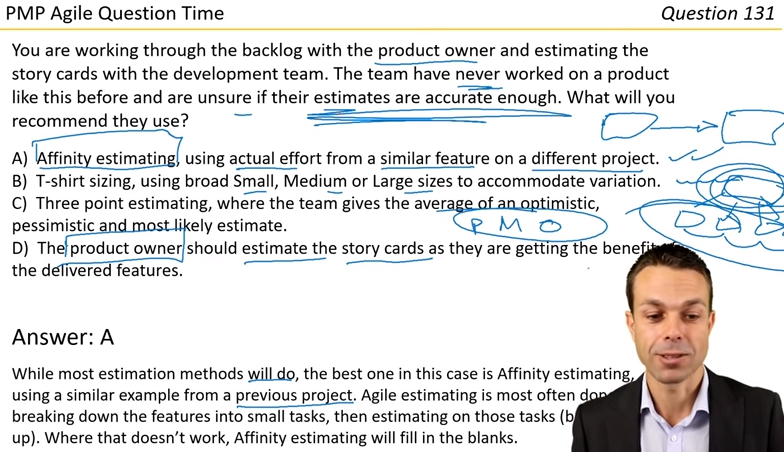 PMP Agile Question Time
Question 131
You are working through the backlog with the product owner and estimating the
story cards with the development team. The team have never worked on a product
like this before and are unsure if their estimates are accurate enough. What will you
recommend they use?
A) Affinity estimating, using actual effort from a similar feature on a different project.
B) T-shirt sizing, using broad Small, Medium or Large sizes to accommodate variation.
C) Three point estimating, where the team gives the average of an optimistic,
pessimistic and most likely estimate.
P M O
D) The product owner should estimate the story cards as they are getting the benefit
the delivered features.
Answer: A
While most estimation methods will do, the best one in this case is Affinity estimating,
using a similar example from a previous project. Agile estimating is most often
breaking down the features into small tasks, then estimating on those tasks
up). Where that doesn't work, Affinity estimating will fill in the blanks.